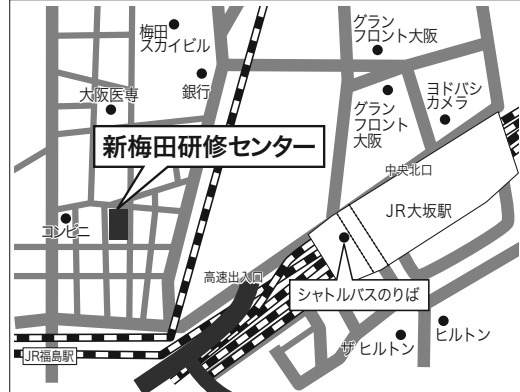 梅田
スカイビル
グラン
フロント大阪
銀行
大阪医専
グラン
フロント
大阪
ヨドバシ
カメラ
新梅田研修センター
中央北口
JR大坂駅
コンビニ
高速出入口
シャトルバスのりば
ヒルトン
ザ ヒルトン
JR福島駅